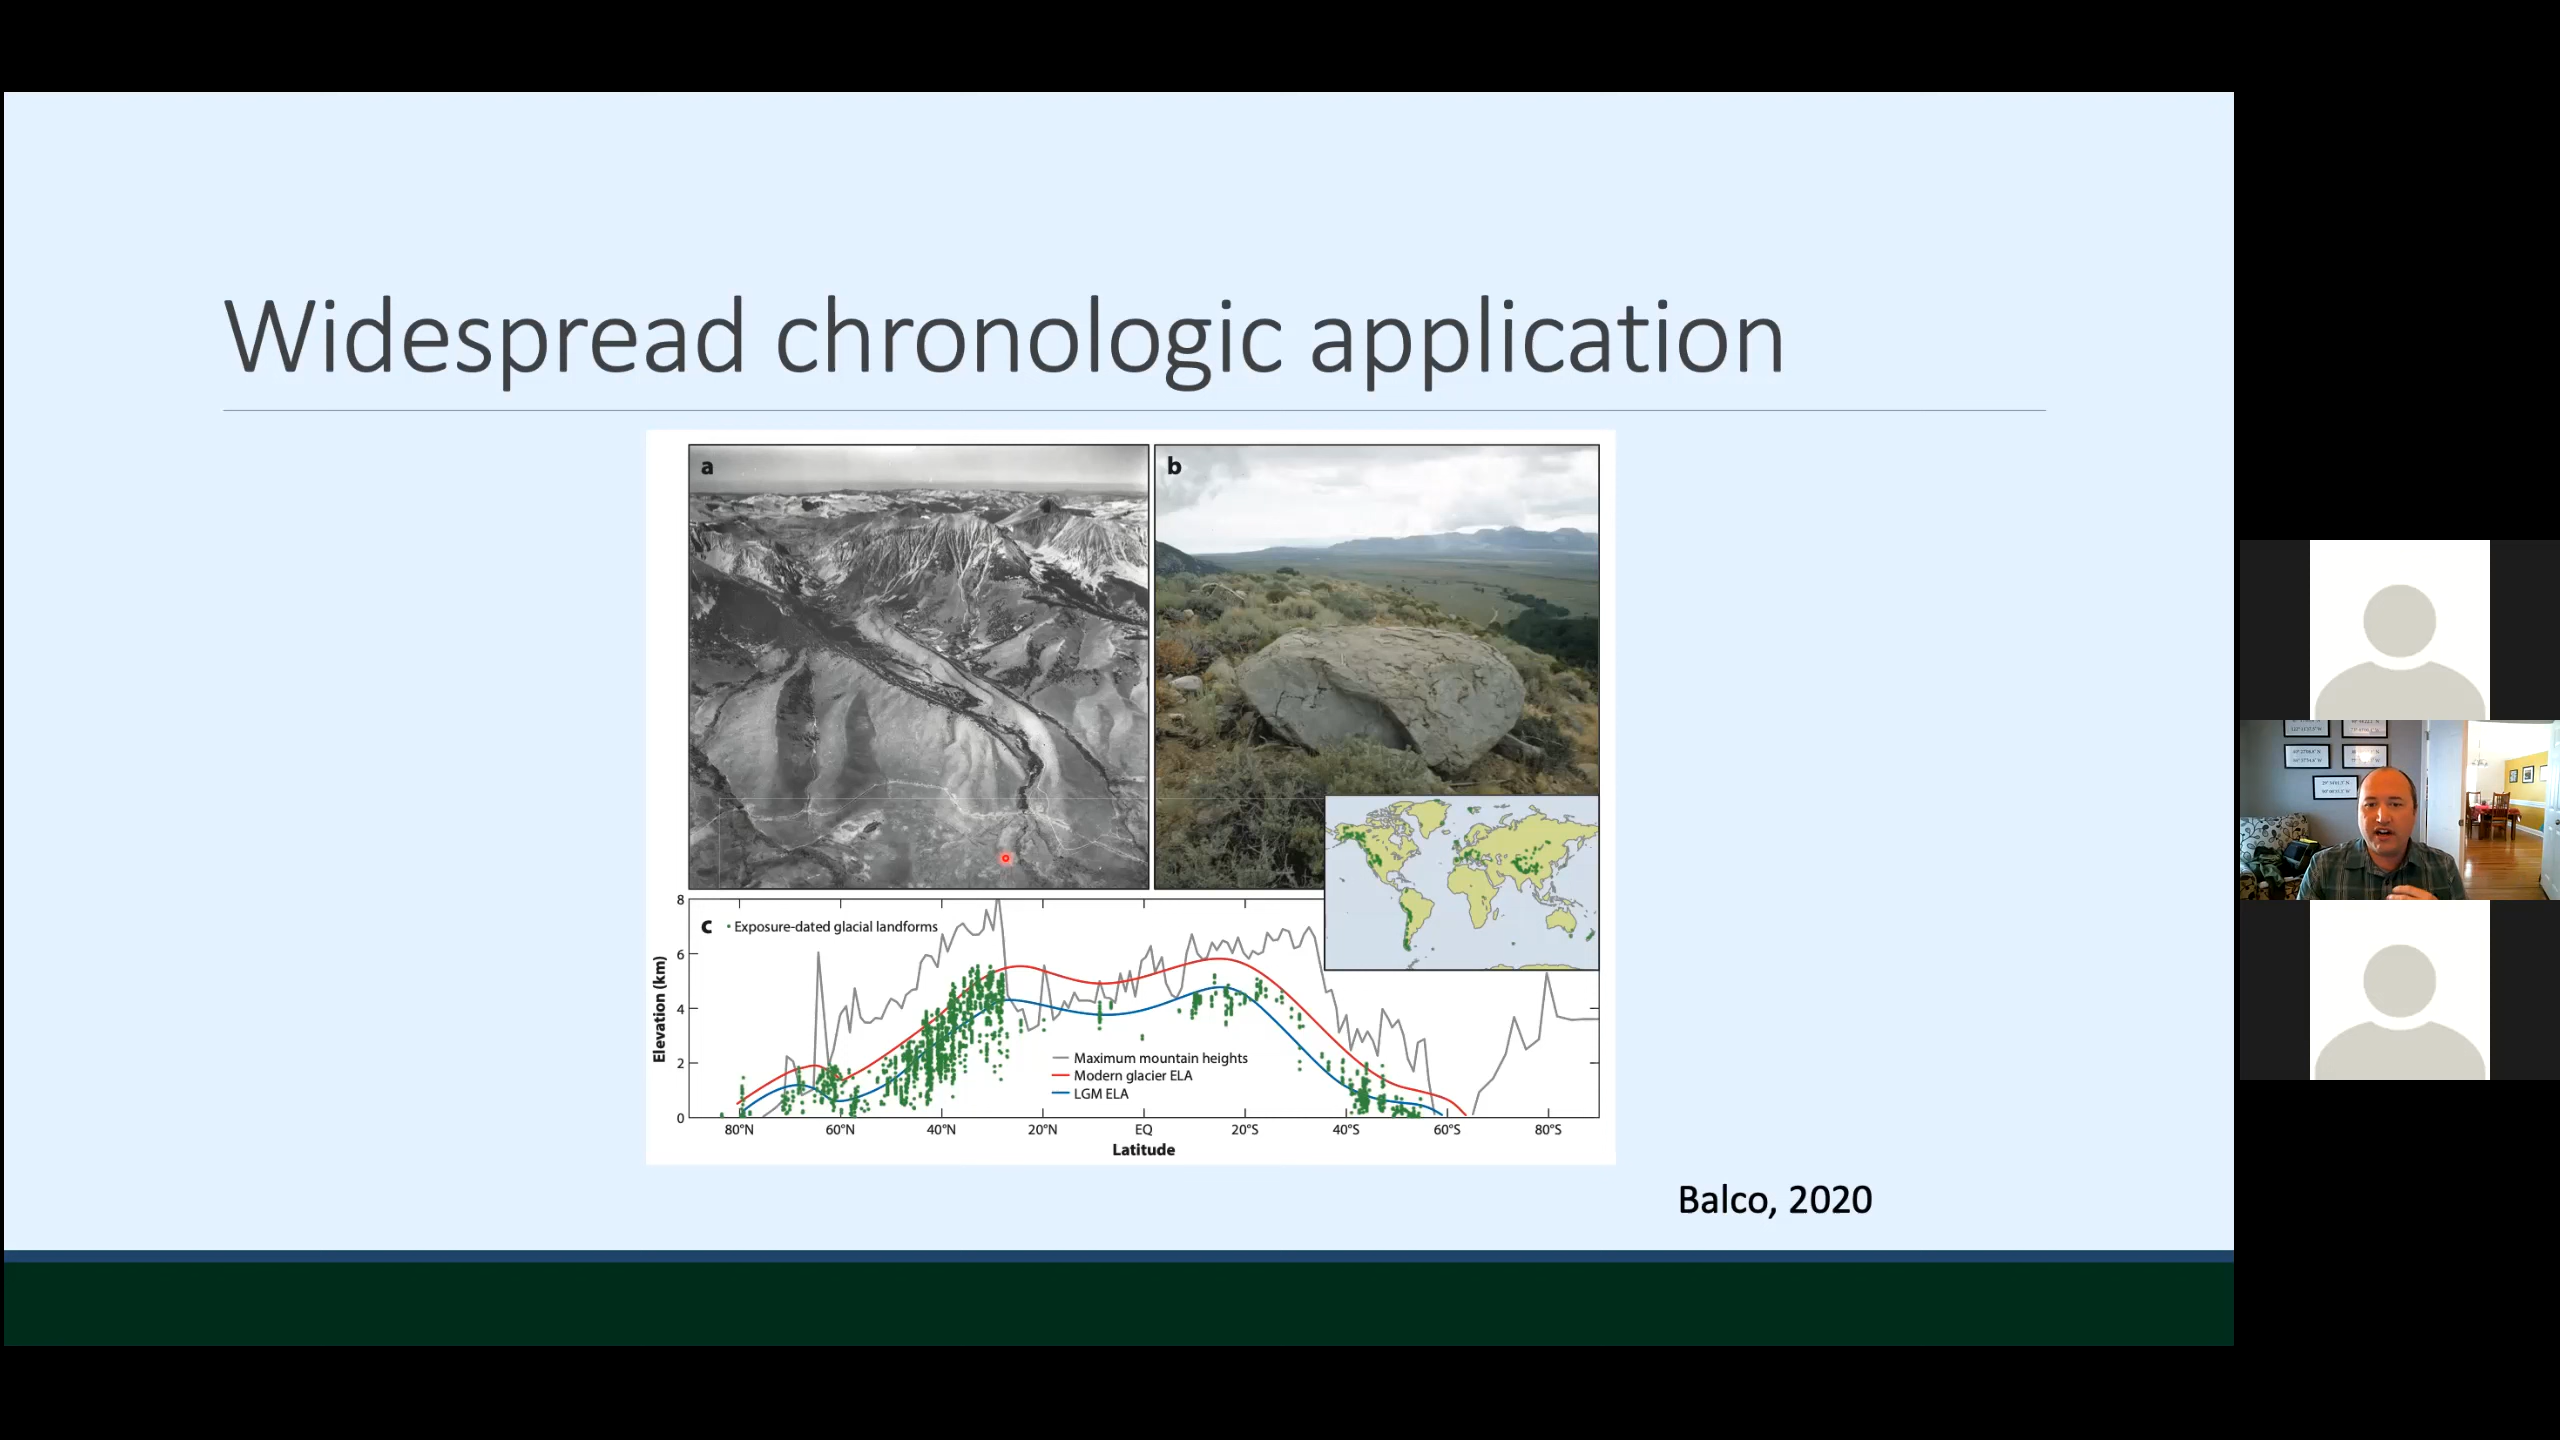 Widespread chronologic application
a
b
c
• Exposure-dated glacial landforms
Maximum mountain heights
Modern glacier ELA
LGM ELA
Elevation (km)
8
6
4
2
0
80°N 60°N 40°N 20°N EQ 20°S 40°S 60°S 80°S
Latitude
Balco, 2020